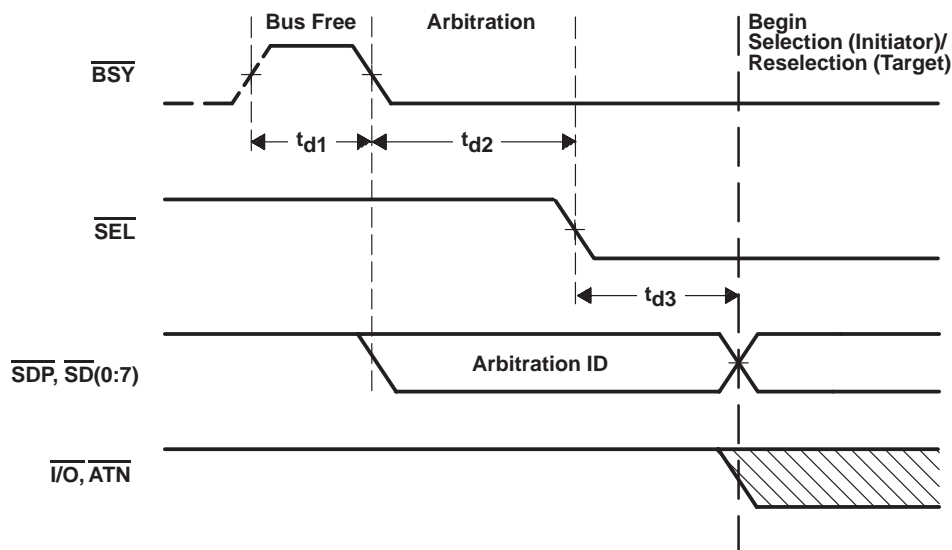 Bus Free
Arbitration
Begin
Selection (Initiator)/
Reselection (Target)
BSY
td1
td2
SEL
td3
SDP, SD(0:7)
Arbitration ID
I/O, ATN